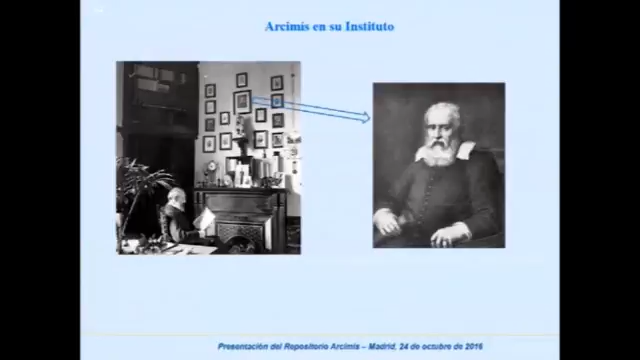 Arcimis en su Instituto
Presentación del Repositorio Arcimis – Madrid, 24 de octubre de 2016